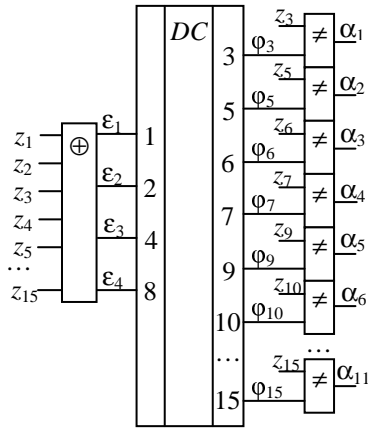 z₁
z₂
z₃
z₄
z₅
...
z₁₅
⊕
ε₁
ε₂
ε₃
ε₄
1
2
4
8
DC
3
5
6
7
9
10
...
15
z₃
φ₃
≠
α₁
z₅
φ₅
≠
α₂
z₆
φ₆
≠
α₃
z₇
φ₇
≠
α₄
z₉
φ₉
≠
α₅
z₁₀
φ₁₀
≠
α₆
...
z₁₅
φ₁₅
≠
α₁₁